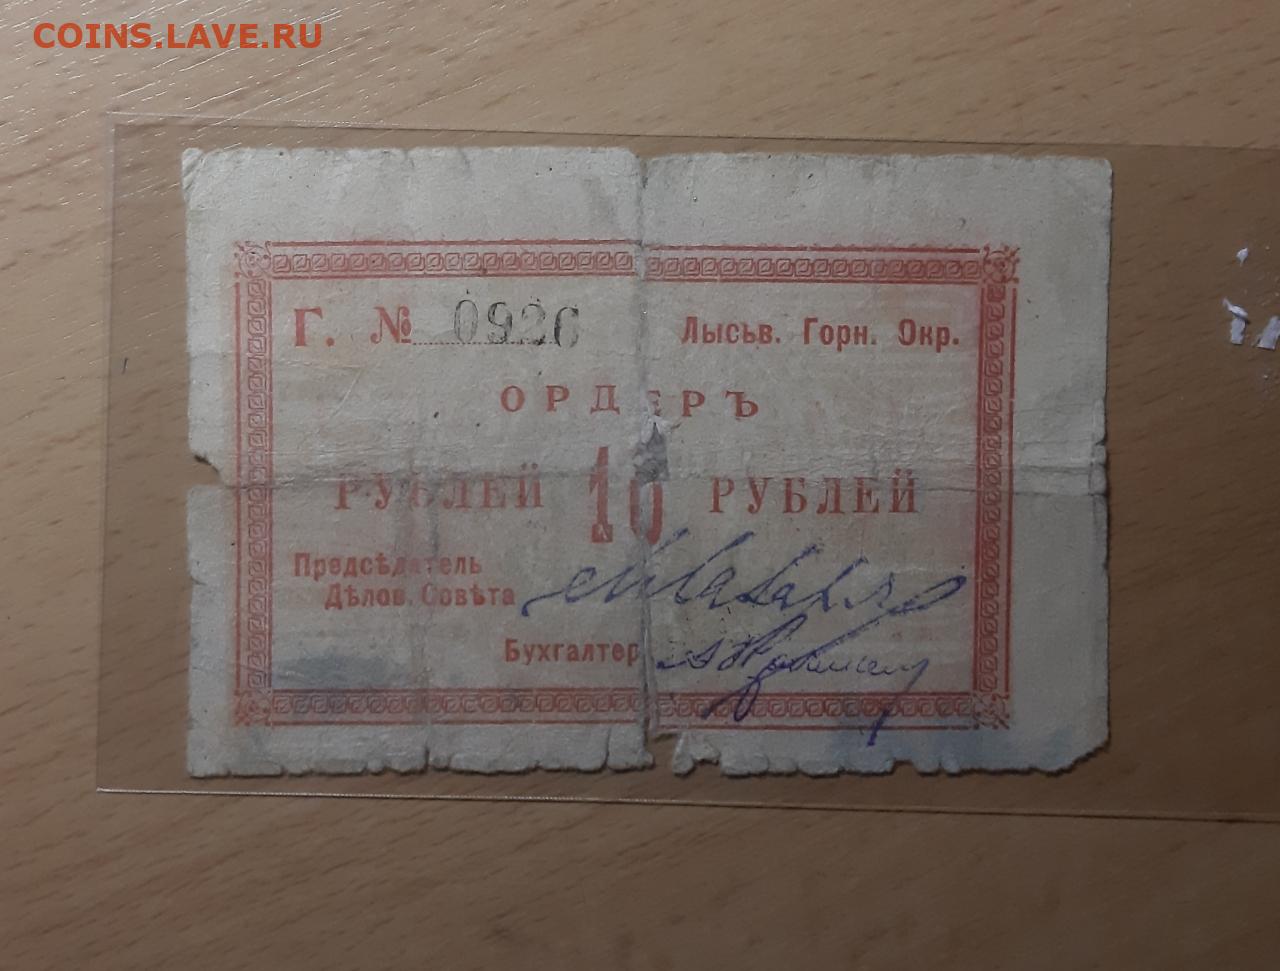 COINS.LAVE.RU
Г. № 0926 Лысьв. Горн. Окр.
ОРДЕРЪ
РУБЛЕЙ 10 РУБЛЕЙ
Предсѣдатель
Дѣлов. Совѣта
Бухгалтер